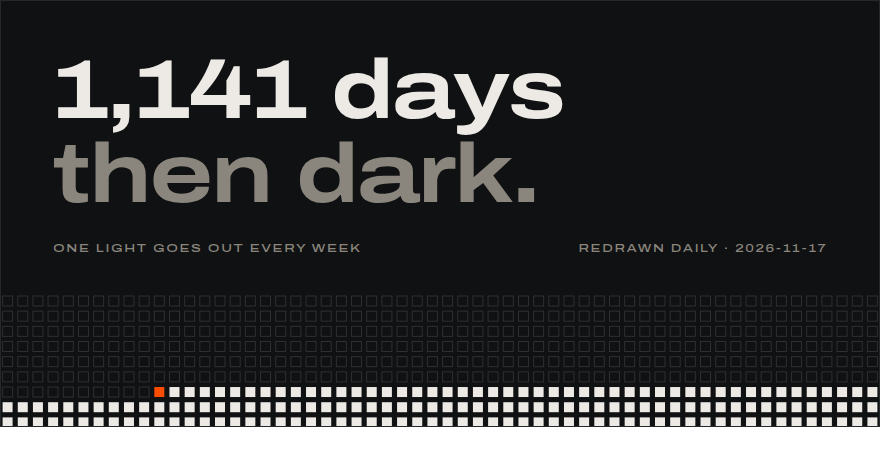 1,141 days
then dark.
ONE LIGHT GOES OUT EVERY WEEK
REDRAWN DAILY · 2026-11-17